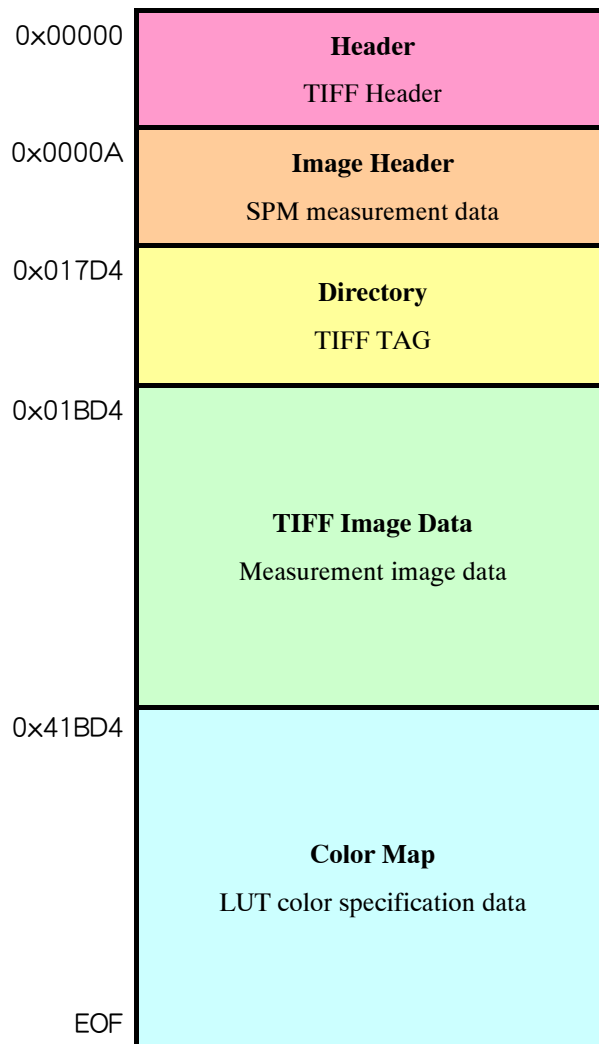 0x00000
Header
TIFF Header
0x0000A
Image Header
SPM measurement data
0x017D4
Directory
TIFF TAG
0x01BD4
TIFF Image Data
Measurement image data
0x41BD4
Color Map
LUT color specification data
EOF